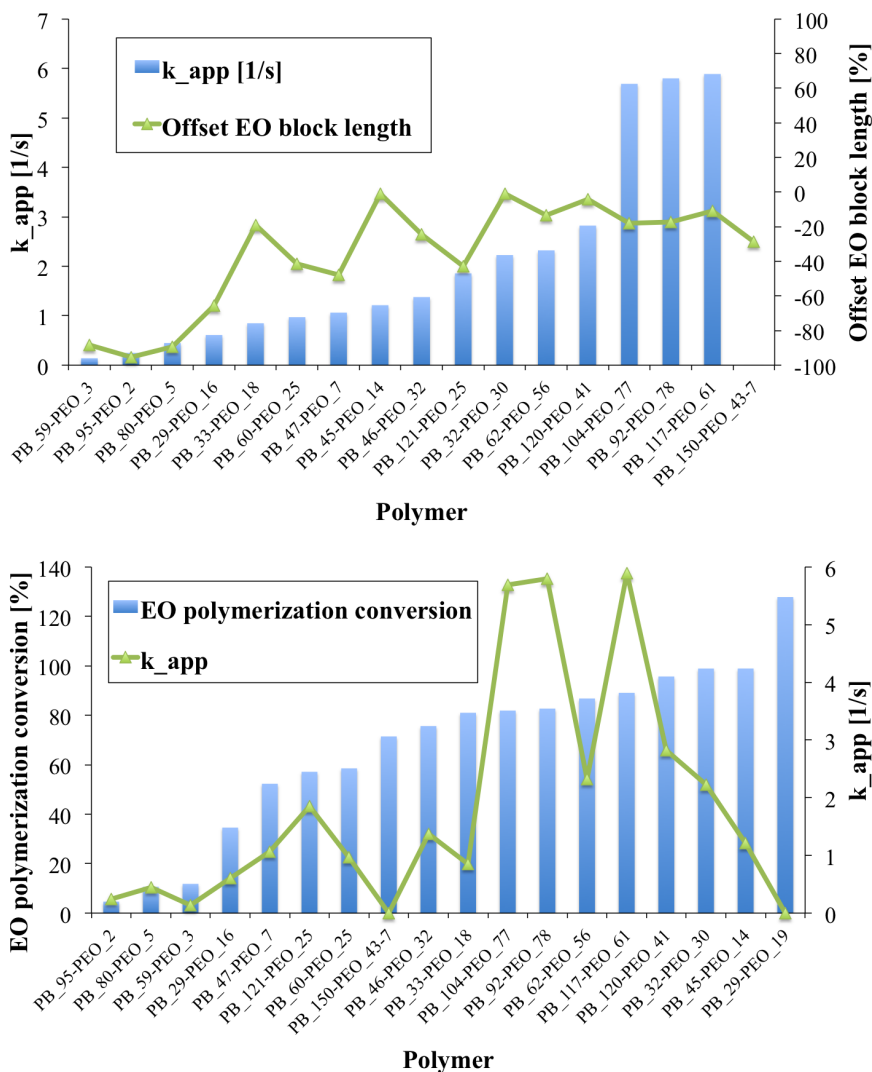 k_app [1/s]
7
6
5
4
3
2
1
0
k_app [1/s]
Offset EO block length
100
80
60
40
20
0
-20
-40
-60
-80
-100
Offset EO block length [%]
PB_59-PEO_3
PB_95-PEO_2
PB_80-PEO_5
PB_29-PEO_16
PB_33-PEO_18
PB_60-PEO_25
PB_47-PEO_7
PB_45-PEO_14
PB_46-PEO_32
PB_121-PEO_25
PB_32-PEO_30
PB_62-PEO_56
PB_120-PEO_41
PB_104-PEO_77
PB_92-PEO_78
PB_117-PEO_61
PB_150-PEO_43-7
Polymer
EO polymerization conversion [%]
140
120
100
80
60
40
20
0
EO polymerization conversion
k_app
6
5
4
3
2
1
0
k_app [1/s]
PB_95-PEO_2
PB_80-PEO_5
PB_59-PEO_3
PB_29-PEO_16
PB_47-PEO_7
PB_121-PEO_25
PB_60-PEO_25
PB_150-PEO_43-7
PB_46-PEO_32
PB_33-PEO_18
PB_104-PEO_77
PB_92-PEO_78
PB_62-PEO_56
PB_117-PEO_61
PB_120-PEO_41
PB_32-PEO_30
PB_45-PEO_14
PB_29-PEO_19
Polymer